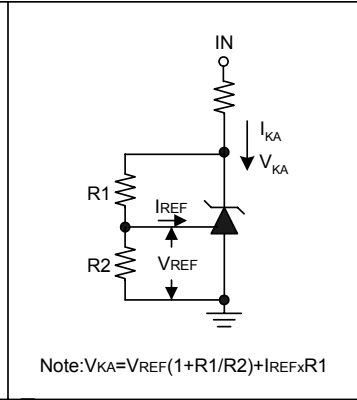 IN
IKA
VKA
R1
IREF
R2
VREF
Note:VKA=VREF(1+R1/R2)+IREFxR1